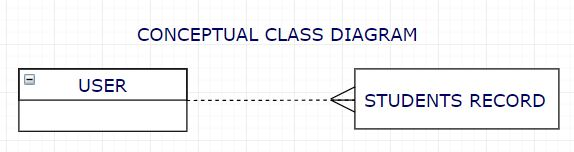 CONCEPTUAL CLASS DIAGRAM
USER
STUDENTS RECORD